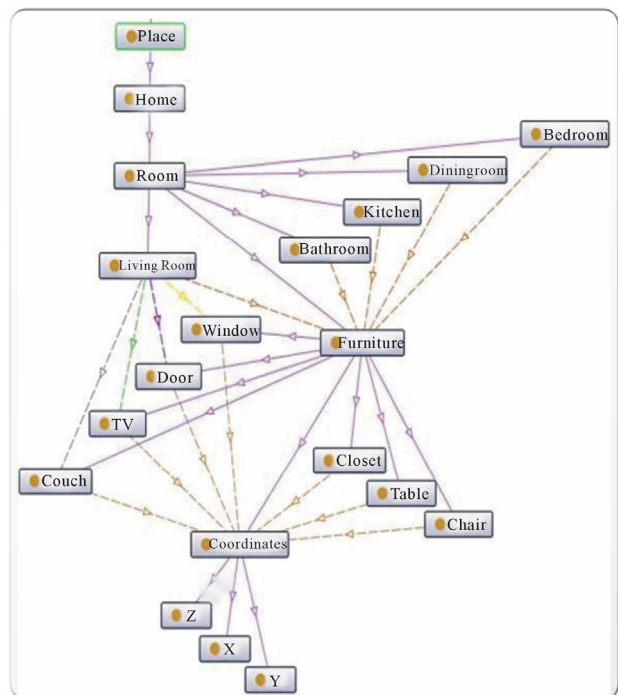 Place
Home
Bedroom
Room
Diningroom
Kitchen
Bathroom
Living Room
Window
Furniture
Door
TV
Closet
Couch
Table
Chair
Coordinates
Z
X
Y